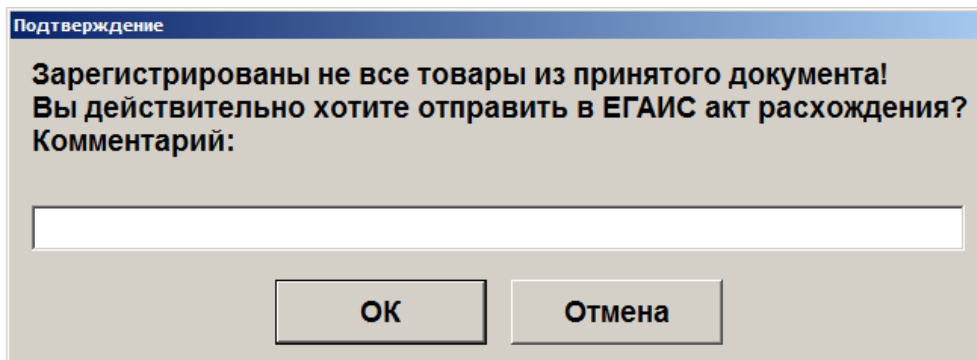 Подтверждение
Зарегистрированы не все товары из принятого документа!
Вы действительно хотите отправить в ЕГАИС акт расхождения?
Комментарий:
ОК
Отмена